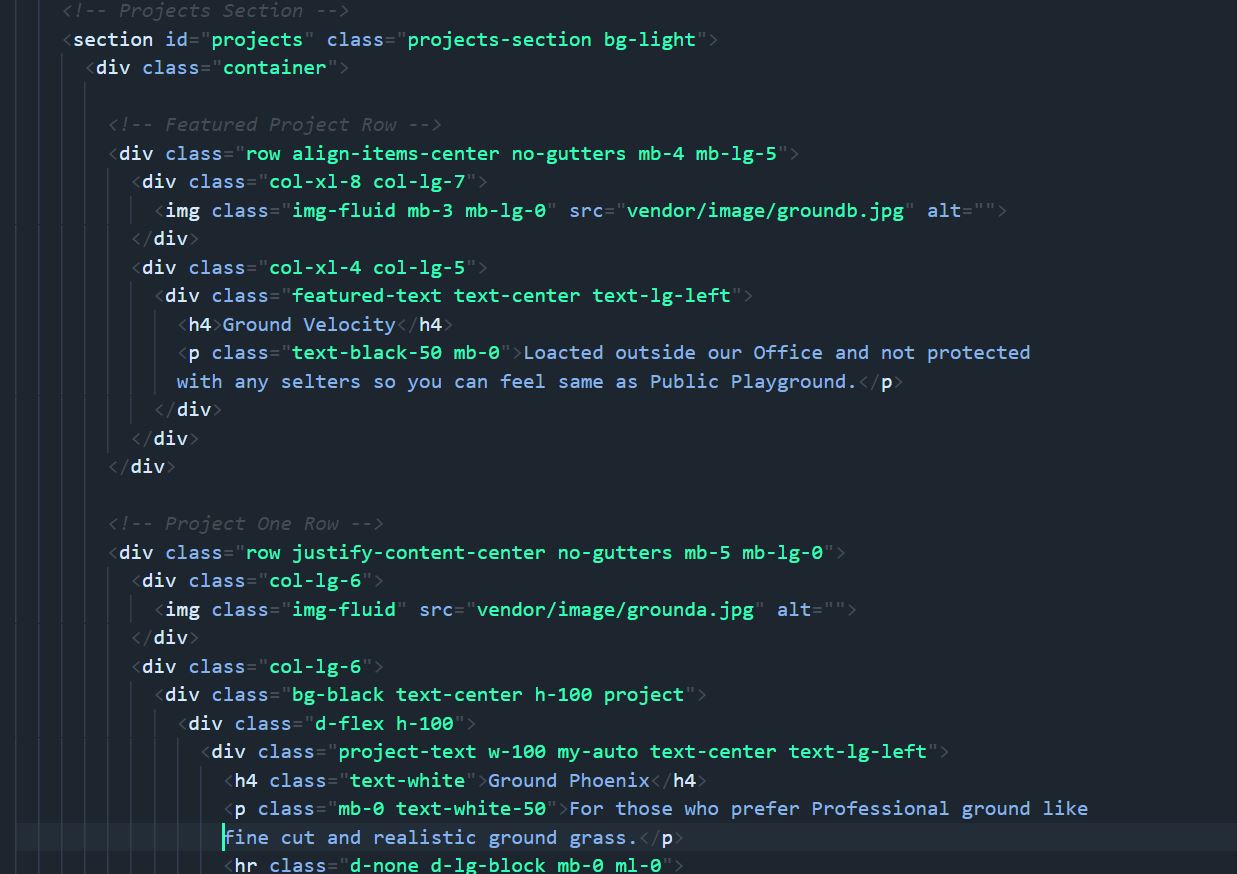 <!-- Projects Section -->
<section id="projects" class="projects-section bg-light">
<div class="container">
<!-- Featured Project Row -->
<div class="row align-items-center no-gutters mb-4 mb-lg-5">
<div class="col-xl-8 col-lg-7">
<img class="img-fluid mb-3 mb-lg-0" src="vendor/image/groundb.jpg" alt="">
</div>
<div class="col-xl-4 col-lg-5">
<div class="featured-text text-center text-lg-left">
<h4>Ground Velocity</h4>
<p class="text-black-50 mb-0">Loacted outside our Office and not protected
with any selters so you can feel same as Public Playground.</p>
</div>
</div>
</div>
<!-- Project One Row -->
<div class="row justify-content-center no-gutters mb-5 mb-lg-0">
<div class="col-lg-6">
<img class="img-fluid" src="vendor/image/grounda.jpg" alt="">
</div>
<div class="col-lg-6">
<div class="bg-black text-center h-100 project">
<div class="d-flex h-100">
<div class="project-text w-100 my-auto text-center text-lg-left">
<h4 class="text-white">Ground Phoenix</h4>
<p class="mb-0 text-white-50">For those who prefer Professional ground like
fine cut and realistic ground grass.</p>
<hr class="d-none d-lg-block mb-0 ml-0">